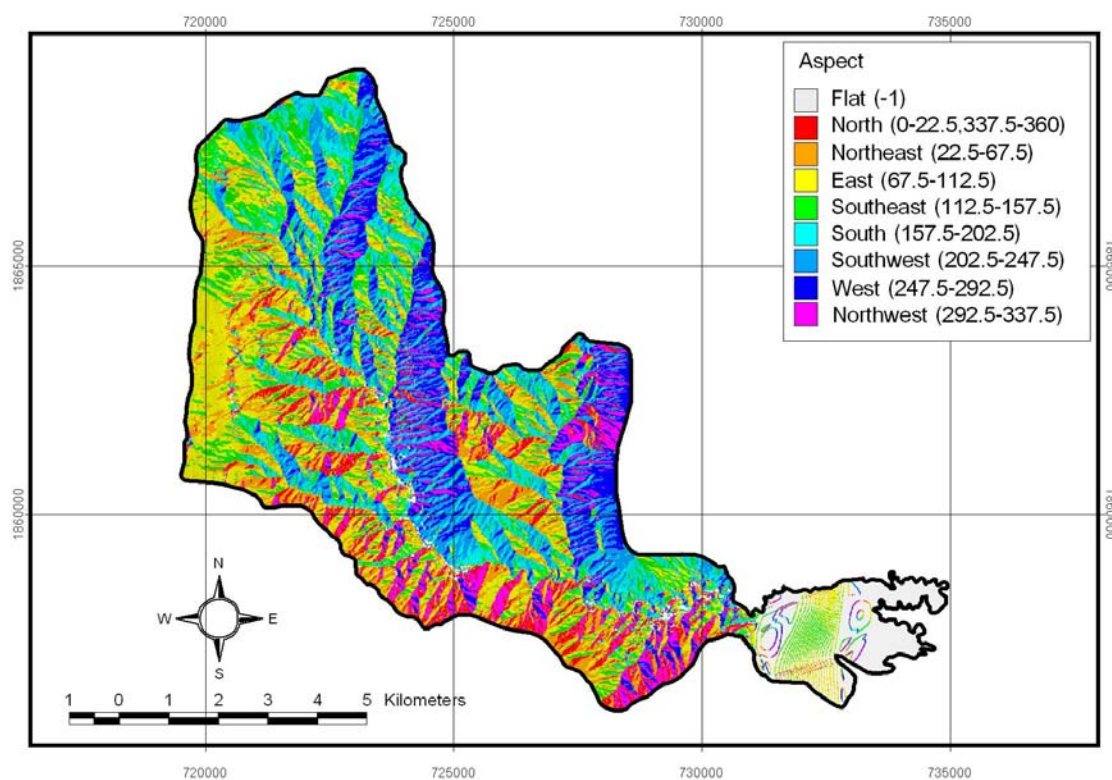 720000 725000 730000 735000
Aspect
Flat (-1)
North (0-22.5,337.5-360)
Northeast (22.5-67.5)
East (67.5-112.5)
Southeast (112.5-157.5)
South (157.5-202.5)
Southwest (202.5-247.5)
West (247.5-292.5)
Northwest (292.5-337.5)
1865000 1865000
1860000 1860000
N
W E
S
1 0 1 2 3 4 5 Kilometers
720000 725000 730000 735000